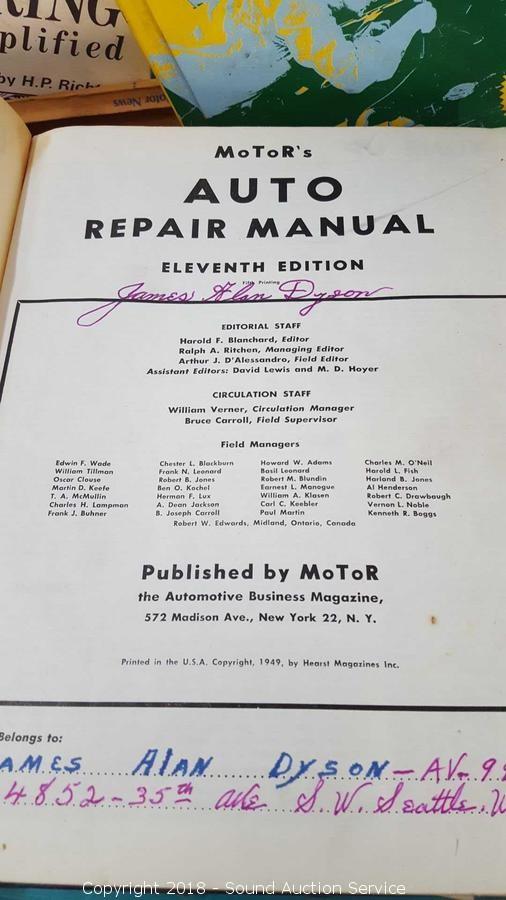 RING
plified
by H.P. Rich
MoToR's
AUTO
REPAIR MANUAL
ELEVENTH EDITION
Fifth Printing
James Alan Dyson
EDITORIAL STAFF
Harold F. Blanchard, Editor
Ralph A. Ritchen, Managing Editor
Arthur J. D'Alessandro, Field Editor
Assistant Editors: David Lewis and M. D. Hoyer
CIRCULATION STAFF
William Verner, Circulation Manager
Bruce Carroll, Field Supervisor
Field Managers
Edwin F. Wade Chester L. Blackburn Howard W. Adams Charles M. O'Neil
William Tillman Frank N. Leonard Basil Leonard Harold L. Fish
Oscar Clouse Robert B. Jones Robert M. Blundin Harland B. Jones
Martin D. Keefe Ben O. Kochel Earnest L. Manogue Al Henderson
T. A. McMullin Herman F. Lux William A. Klasen Robert C. Drawbaugh
Charles H. Lampman A. Dean Jackson Carl C. Keebler Vernon L. Noble
Frank J. Buhner B. Joseph Carroll Paul Martin Kenneth R. Boggs
Robert W. Edwards, Midland, Ontario, Canada
Published by MoToR
the Automotive Business Magazine,
572 Madison Ave., New York 22, N. Y.
Printed in the U.S.A. Copyright, 1949, by Hearst Magazines Inc.
Belongs to:
AMES AlAN DYSON - AV- 9
4852-35th ave S.W. Seattle, W
Copyright 2018 - Sound Auction Service